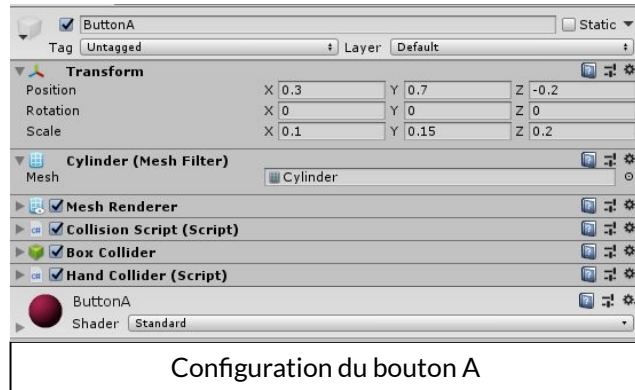 ButtonA Static
Tag Untagged Layer Default
Transform
Position X 0.3 Y 0.7 Z -0.2
Rotation X 0 Y 0 Z 0
Scale X 0.1 Y 0.15 Z 0.2
Cylinder (Mesh Filter)
Mesh Cylinder
Mesh Renderer
Collision Script (Script)
Box Collider
Hand Collider (Script)
ButtonA
Shader Standard
Configuration du bouton A